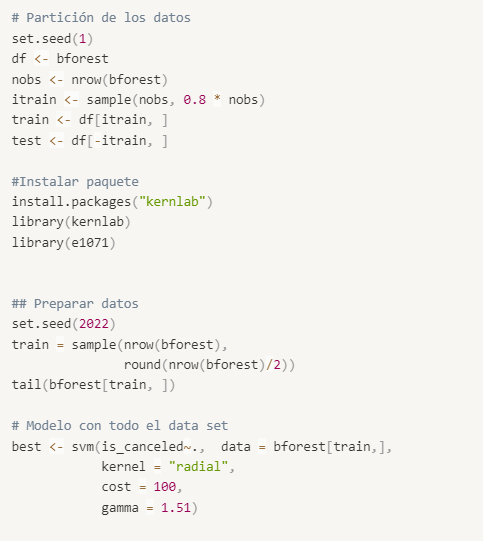 # Partición de los datos
set.seed(1)
df <- bforest
nobs <- nrow(bforest)
itrain <- sample(nobs, 0.8 * nobs)
train <- df[itrain, ]
test <- df[-itrain, ]
#Instalar paquete
install.packages("kernlab")
library(kernlab)
library(e1071)
## Preparar datos
set.seed(2022)
train = sample(nrow(bforest),
round(nrow(bforest)/2))
tail(bforest[train, ])
# Modelo con todo el data set
best <- svm(is_canceled~., data = bforest[train,],
kernel = "radial",
cost = 100,
gamma = 1.51)